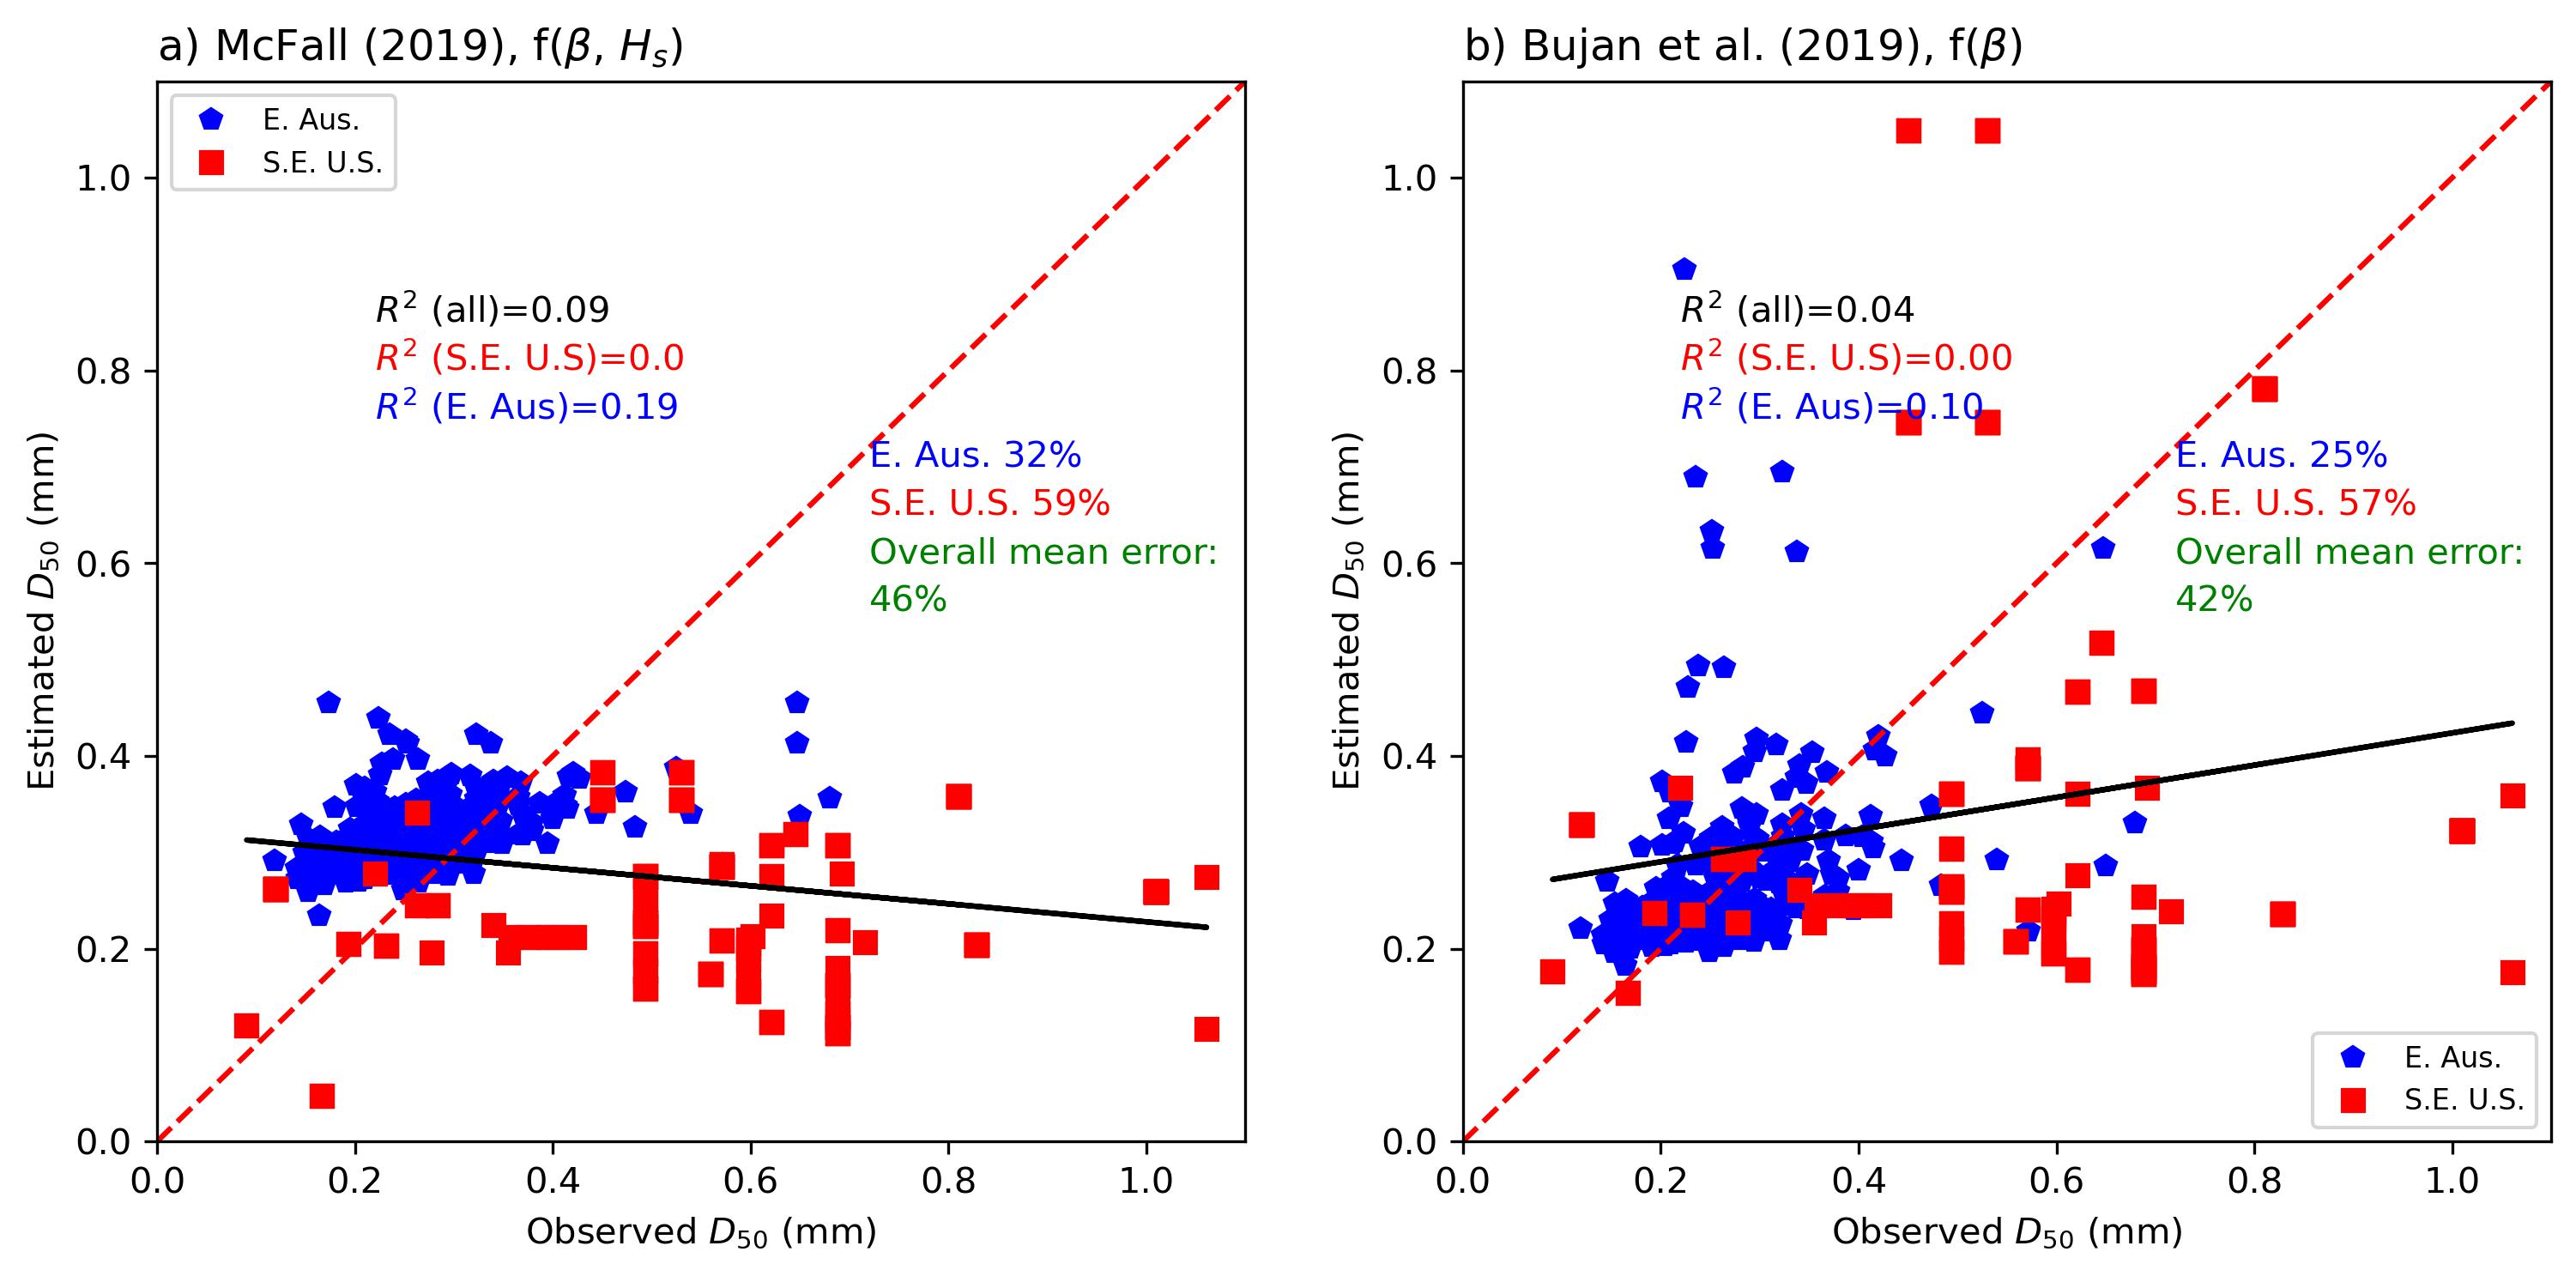 a) McFall (2019), f(β, Hₛ)
E. Aus.
S.E. U.S.
R² (all)=0.09
R² (S.E. U.S)=0.0
R² (E. Aus)=0.19
E. Aus. 32%
S.E. U.S. 59%
Overall mean error:
46%
Estimated D₅₀ (mm)
1.0
0.8
0.6
0.4
0.2
0.0
0.0 0.2 0.4 0.6 0.8 1.0
Observed D₅₀ (mm)
b) Bujan et al. (2019), f(β)
R² (all)=0.04
R² (S.E. U.S)=0.00
R² (E. Aus)=0.10
E. Aus. 25%
S.E. U.S. 57%
Overall mean error:
42%
E. Aus.
S.E. U.S.
Estimated D₅₀ (mm)
1.0
0.8
0.6
0.4
0.2
0.0
0.0 0.2 0.4 0.6 0.8 1.0
Observed D₅₀ (mm)